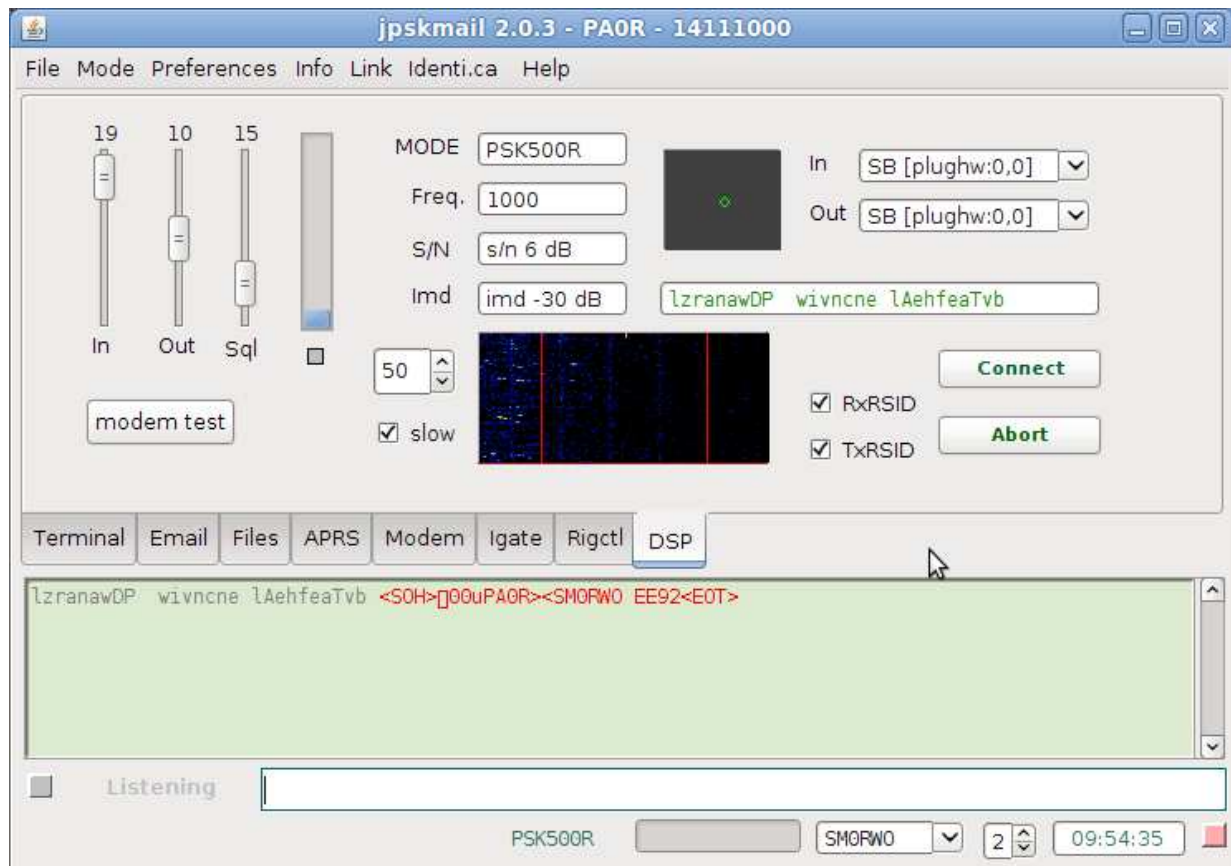 jpskmail 2.0.3 - PA0R - 14111000
File Mode Preferences Info Link Identi.ca Help
19 10 15
MODE PSK500R
In SB [plughw:0,0]
Freq. 1000
Out SB [plughw:0,0]
S/N s/n 6 dB
Imd imd -30 dB
lzranawDP wivncne lAehfeaTvb
In Out Sql
50
Connect
RxRSID
modem test
slow
Abort
TxRSID
Terminal Email Files APRS Modem Igate Rigctl DSP
lzranawDP wivncne lAehfeaTvb <SOH>▯00uPA0R><SM0RWO EE92<EOT>
Listening
PSK500R SM0RWO 2 09:54:35